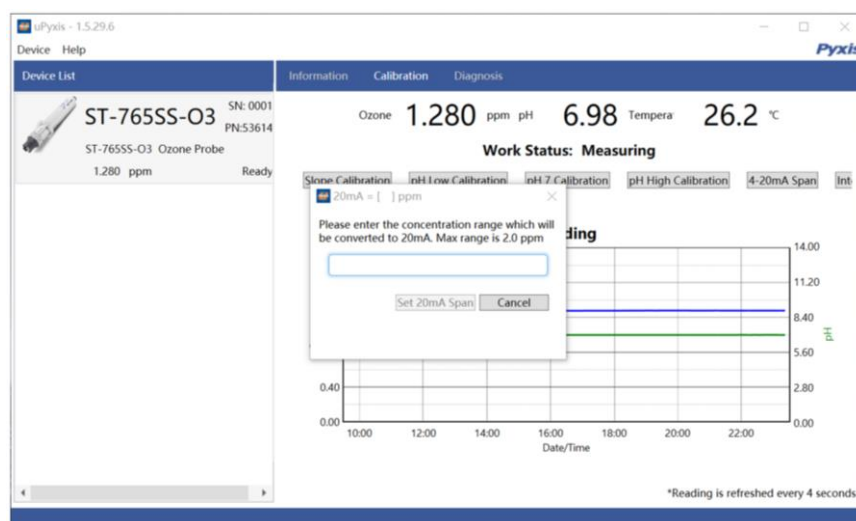 uPyxis - 1.5.29.6
Device Help
Pyxis
Device List
Information Calibration Diagnosis
ST-765SS-O3
SN: 0001
PN:53614
ST-765SS-O3 Ozone Probe
1.280 ppm Ready
Ozone 1.280 ppm pH 6.98 Tempera 26.2 °C
Work Status: Measuring
Slope Calibration pH Low Calibration pH 7 Calibration pH High Calibration 4-20mA Span Int
20mA = [ ] ppm
Please enter the concentration range which will
be converted to 20mA. Max range is 2.0 ppm
Set 20mA Span Cancel
ding
14.00
11.20
8.40
5.60
2.80
0.00
pH
0.40
0.00
10:00 12:00 14:00 16:00 18:00 20:00 22:00
Date/Time
*Reading is refreshed every 4 seconds